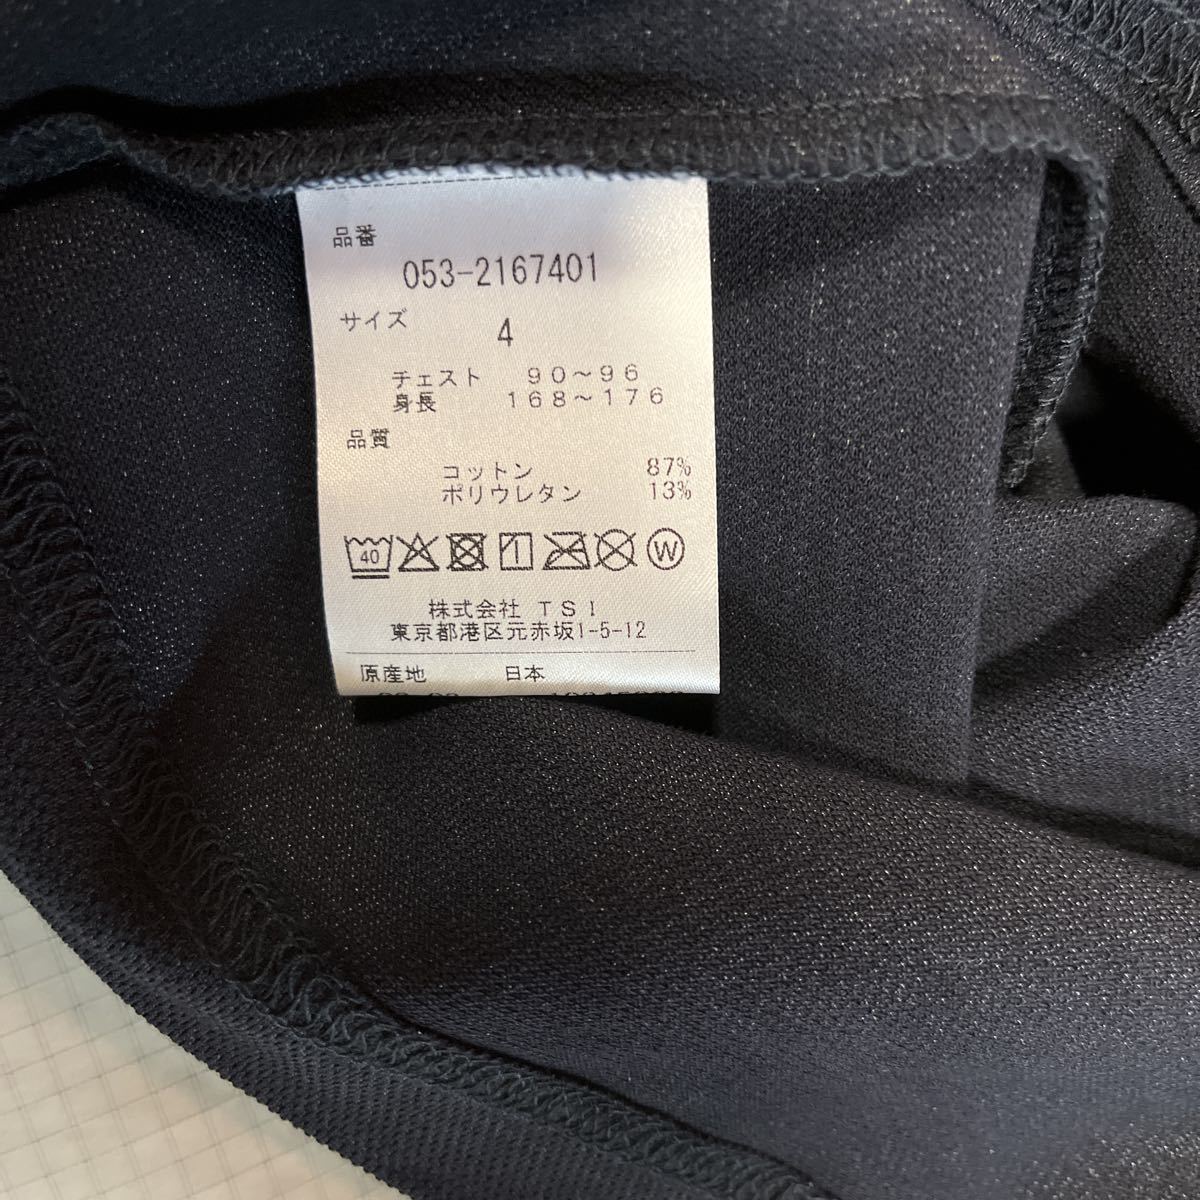 品番
053-2167401
サイズ
4
チェスト 90~96
身長 168~176
品質
コットン 87%
ポリウレタン 13%
40
W
株式会社 TSI
東京都港区元赤坂1-5-12
原産地 日本